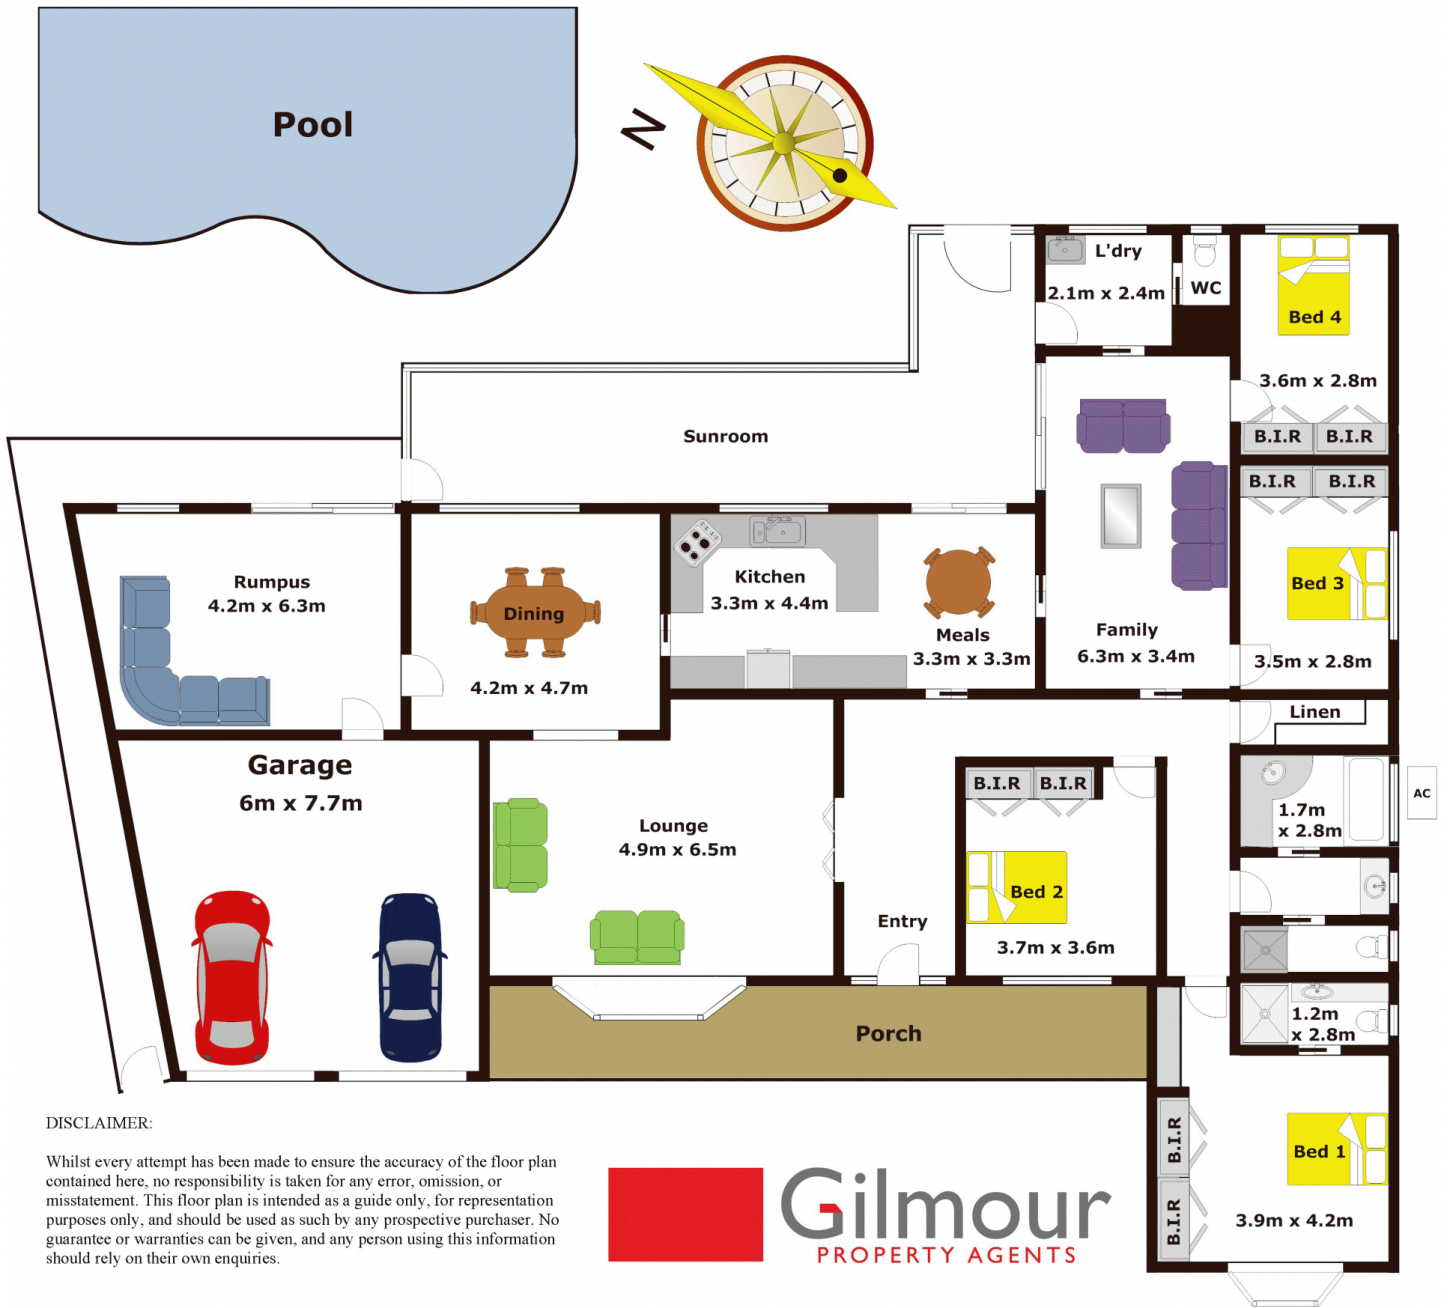 Pool
N
L'dry
2.1m x 2.4m
WC
Bed 4
3.6m x 2.8m
B.I.R
B.I.R
Sunroom
B.I.R
B.I.R
Rumpus
4.2m x 6.3m
Dining
4.2m x 4.7m
Kitchen
3.3m x 4.4m
Meals
3.3m x 3.3m
Family
6.3m x 3.4m
Bed 3
3.5m x 2.8m
Linen
Garage
6m x 7.7m
Lounge
4.9m x 6.5m
B.I.R
B.I.R
1.7m
x 2.8m
AC
Bed 2
3.7m x 3.6m
Entry
Porch
1.2m
x 2.8m
B.I.R
B.I.R
Bed 1
3.9m x 4.2m
DISCLAIMER:
Whilst every attempt has been made to ensure the accuracy of the floor plan
contained here, no responsibility is taken for any error, omission, or
misstatement. This floor plan is intended as a guide only, for representation
purposes only, and should be used as such by any prospective purchaser. No
guarantee or warranties can be given, and any person using this information
should rely on their own enquiries.
Gilmour
PROPERTY AGENTS